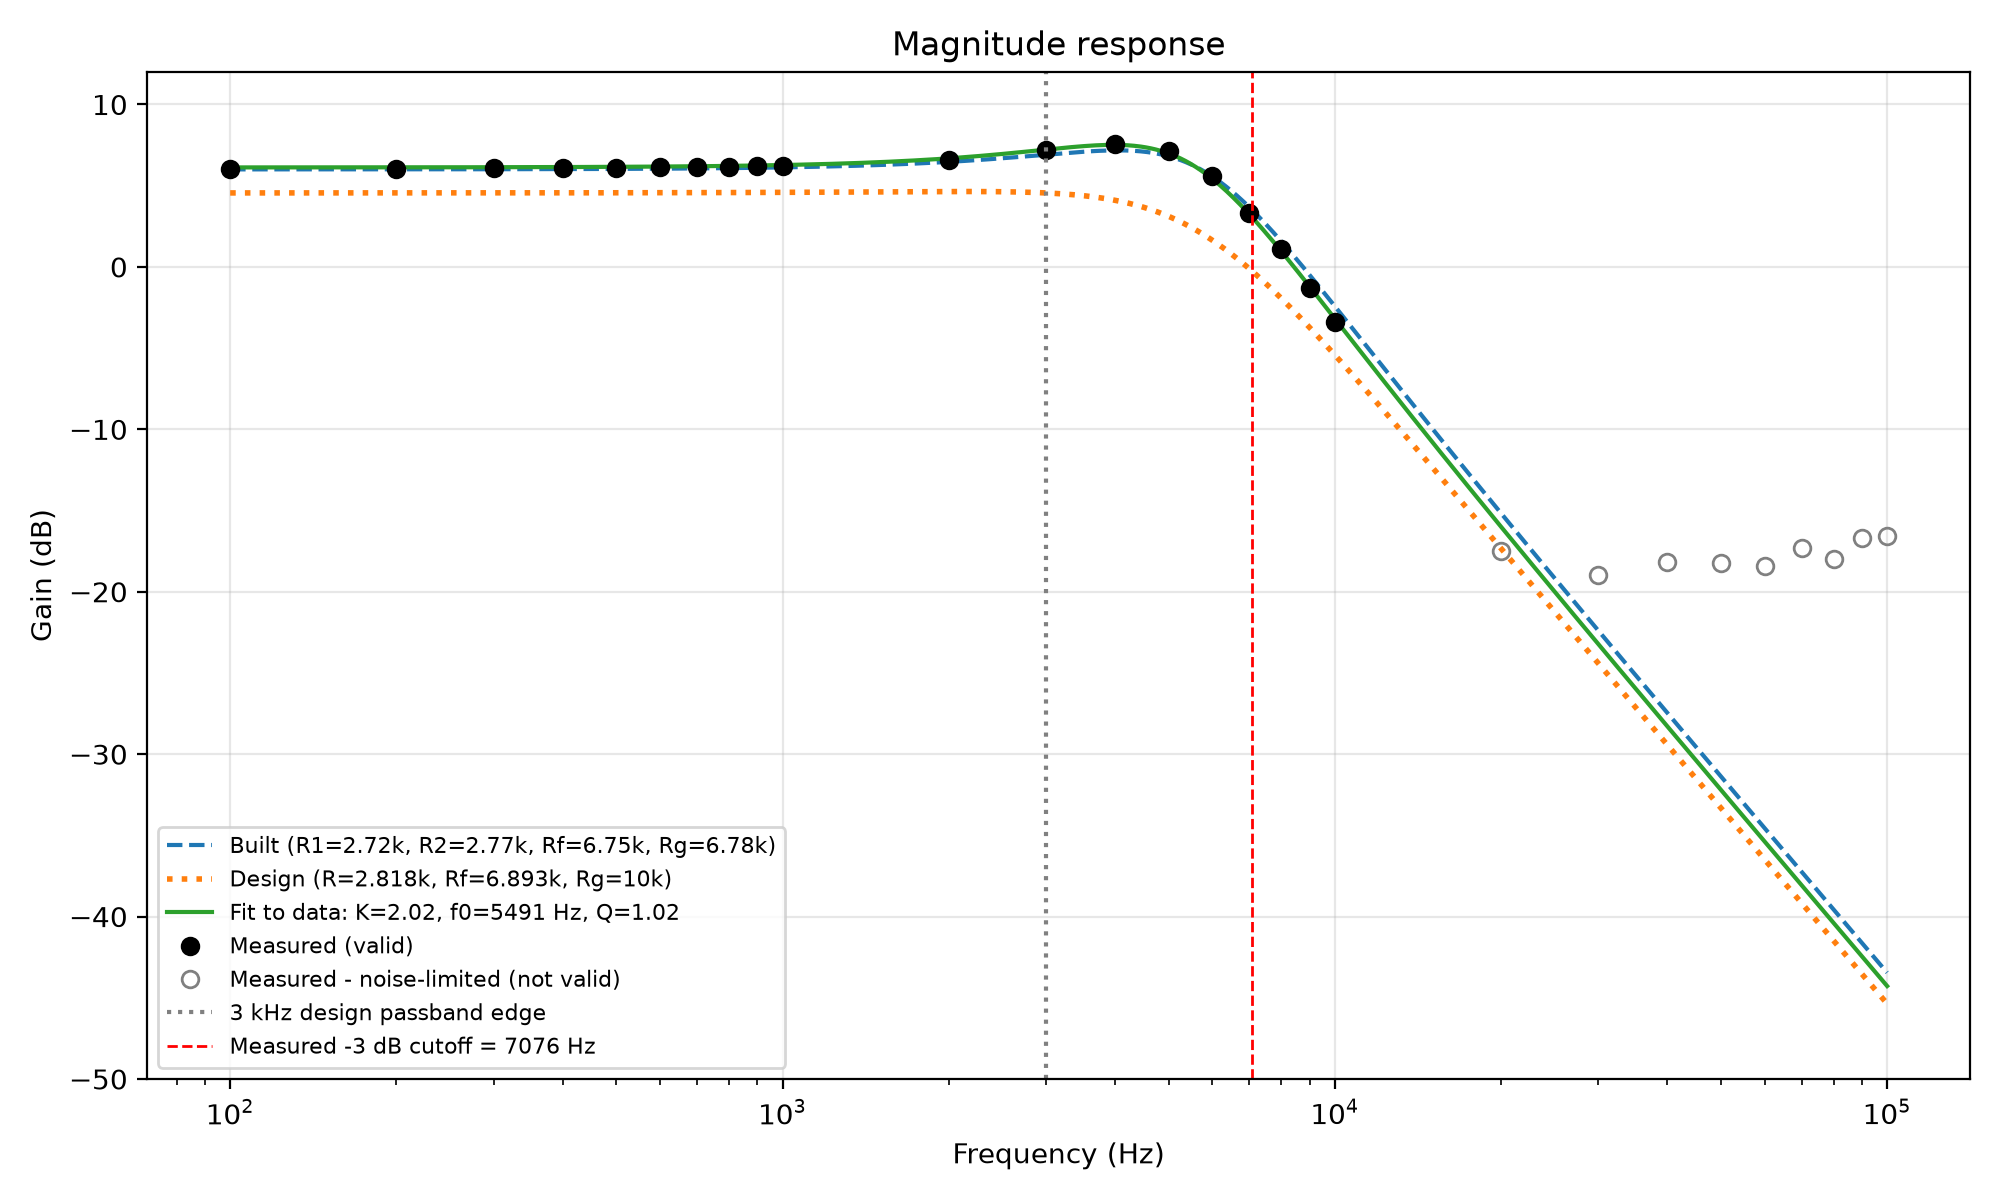 Magnitude response
10
0
−10
−20
−30
−40
−50
Gain (dB)
Built (R1=2.72k, R2=2.77k, Rf=6.75k, Rg=6.78k)
Design (R=2.818k, Rf=6.893k, Rg=10k)
Fit to data: K=2.02, f0=5491 Hz, Q=1.02
Measured (valid)
Measured - noise-limited (not valid)
3 kHz design passband edge
Measured -3 dB cutoff = 7076 Hz
10² 10³ 10⁴ 10⁵
Frequency (Hz)